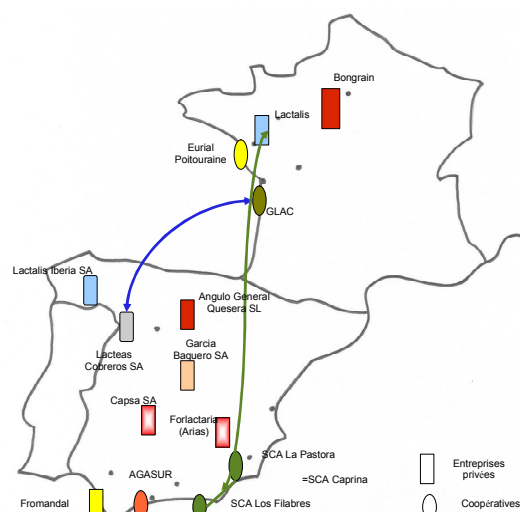 Bongrain
Lactalis
Eurial
Poitouraine
GLAC
Lactalis Iberia SA
Angulo General
Quesera SL
Lacteas
Cobreros SA
Garcia
Baquero SA
Capsa SA
Forlactaria
(Arias)
SCA La Pastora
=SCA Caprina
Entreprises
privées
AGASUR
Fromandal
SCA Los Filabres
Coopératives